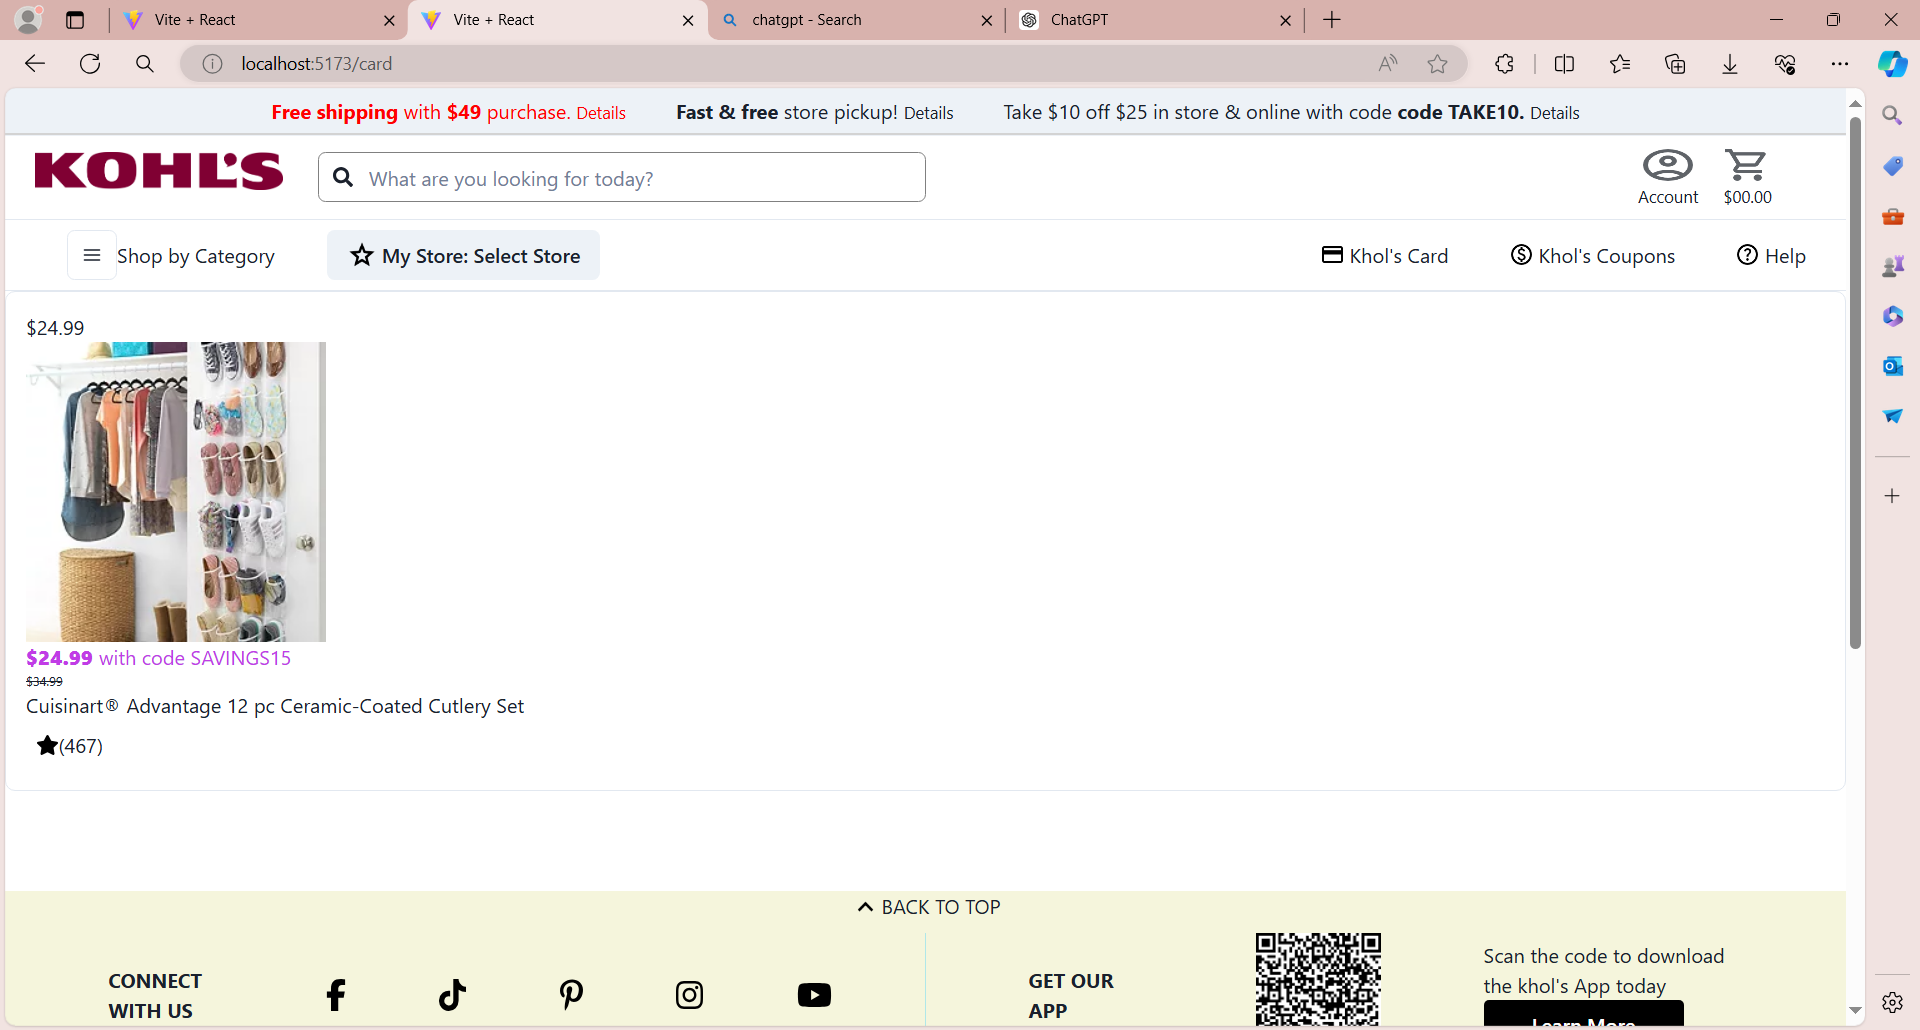 Vite + React
Vite + React
chatgpt - Search
ChatGPT
localhost:5173/card
Free shipping with $49 purchase. Details
Fast & free store pickup! Details
Take $10 off $25 in store & online with code code TAKE10. Details
KOHL'S
What are you looking for today?
Account
$00.00
Shop by Category
My Store: Select Store
Khol's Card
Khol's Coupons
Help
$24.99
$24.99 with code SAVINGS15
$34.99
Cuisinart® Advantage 12 pc Ceramic-Coated Cutlery Set
(467)
BACK TO TOP
CONNECT
WITH US
GET OUR
APP
Scan the code to download
the khol's App today
Learn More